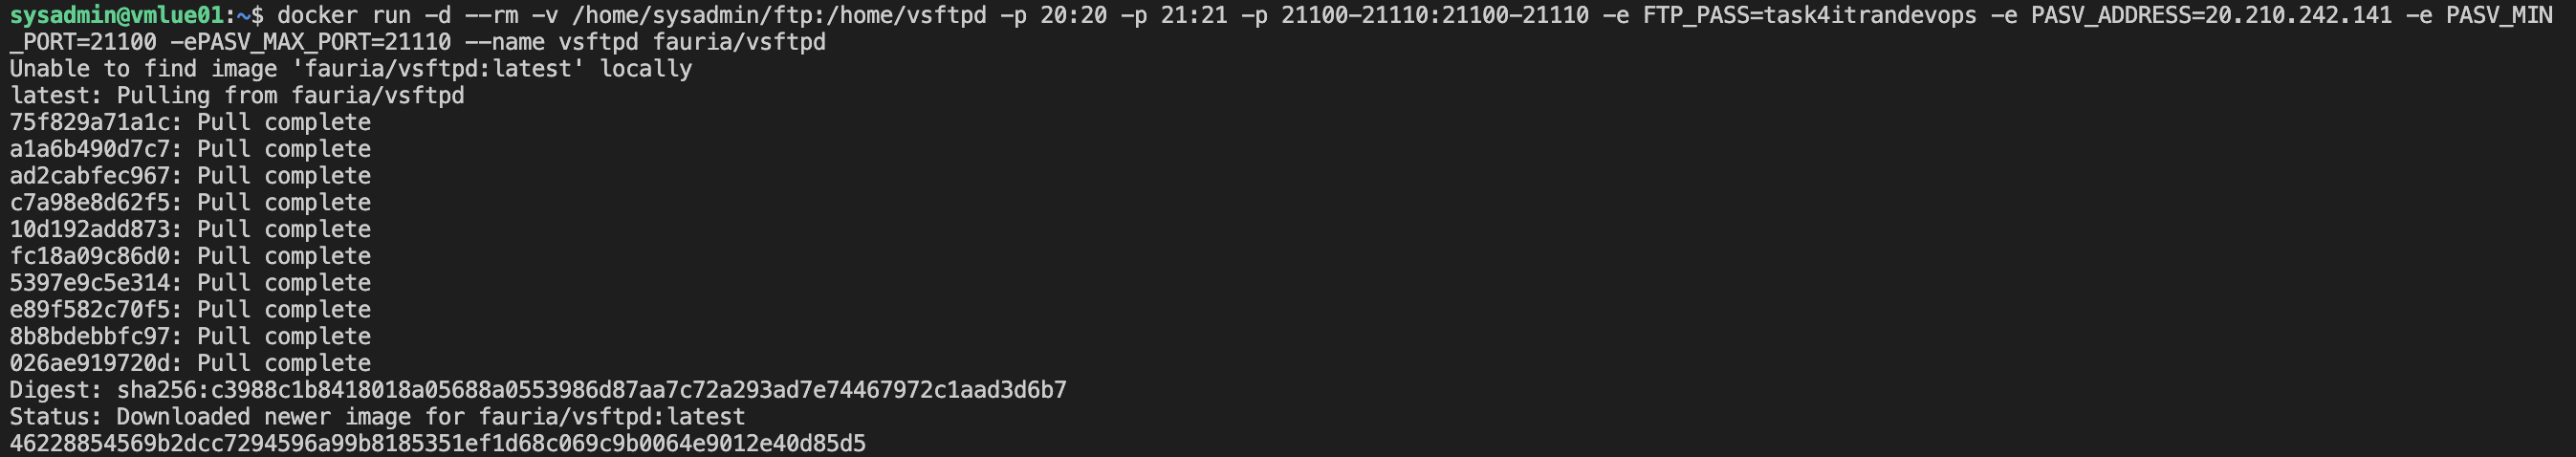 sysadmin@vmlue01:~$ docker run -d --rm -v /home/sysadmin/ftp:/home/vsftpd -p 20:20 -p 21:21 -p 21100-21110:21100-21110 -e FTP_PASS=task4itrandevops -e PASV_ADDRESS=20.210.242.141 -e PASV_MIN
_PORT=21100 -ePASV_MAX_PORT=21110 --name vsftpd fauria/vsftpd
Unable to find image 'fauria/vsftpd:latest' locally
latest: Pulling from fauria/vsftpd
75f829a71a1c: Pull complete
a1a6b490d7c7: Pull complete
ad2cabfec967: Pull complete
c7a98e8d62f5: Pull complete
10d192add873: Pull complete
fc18a09c86d0: Pull complete
5397e9c5e314: Pull complete
e89f582c70f5: Pull complete
8b8bdebbfc97: Pull complete
026ae919720d: Pull complete
Digest: sha256:c3988c1b8418018a05688a0553986d87aa7c72a293ad7e74467972c1aad3d6b7
Status: Downloaded newer image for fauria/vsftpd:latest
46228854569b2dcc7294596a99b8185351ef1d68c069c9b0064e9012e40d85d5